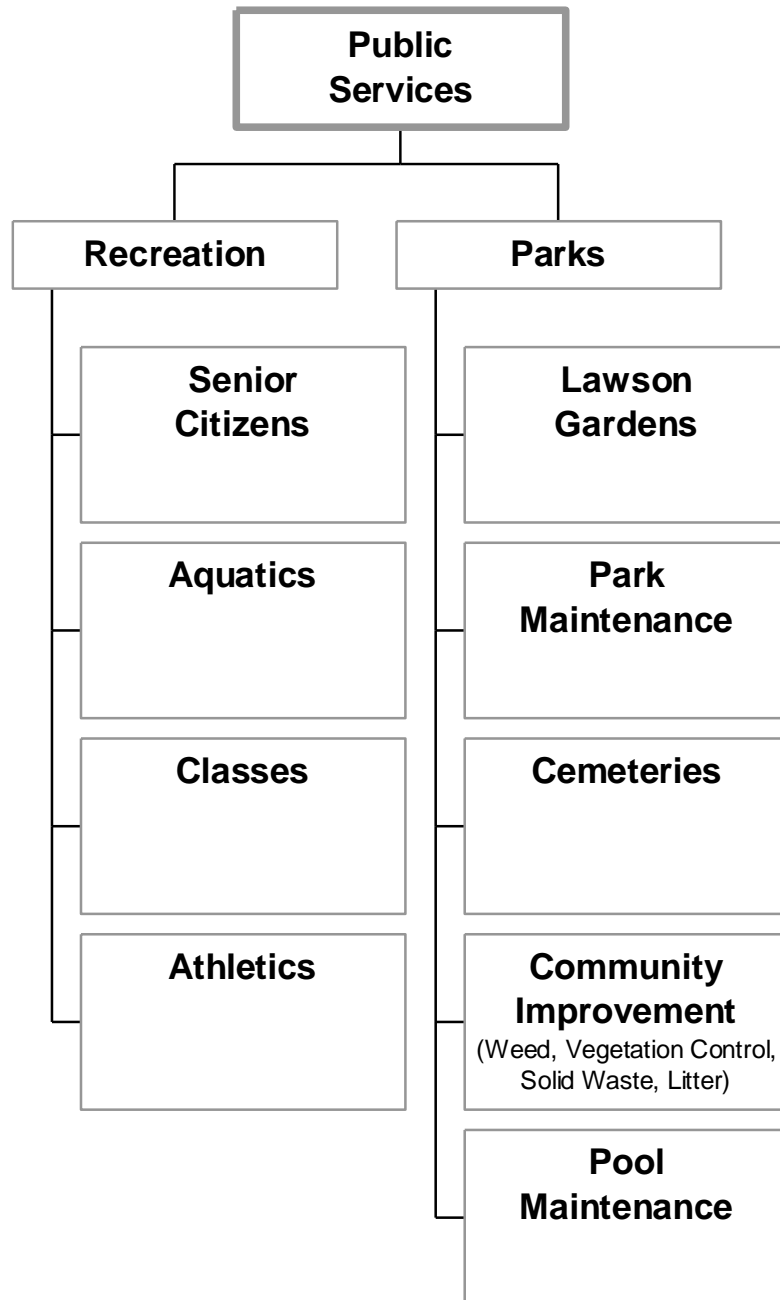 Public
Services
Recreation
Parks
Senior
Citizens
Lawson
Gardens
Aquatics
Park
Maintenance
Classes
Cemeteries
Athletics
Community
Improvement
(Weed, Vegetation Control,
Solid Waste, Litter)
Pool
Maintenance